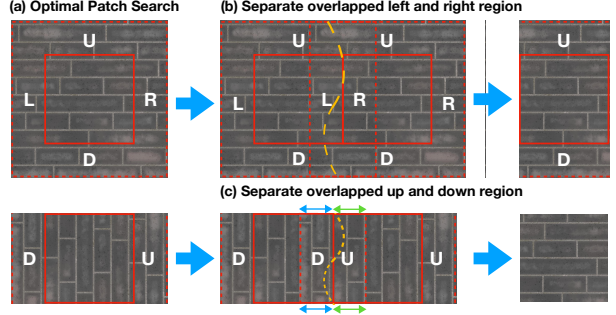 (a) Optimal Patch Search
(b) Separate overlapped left and right region
U
U
U
U
L
R
L
L
R
R
D
D
D
D
(c) Separate overlapped up and down region
D
U
D
D
U
U